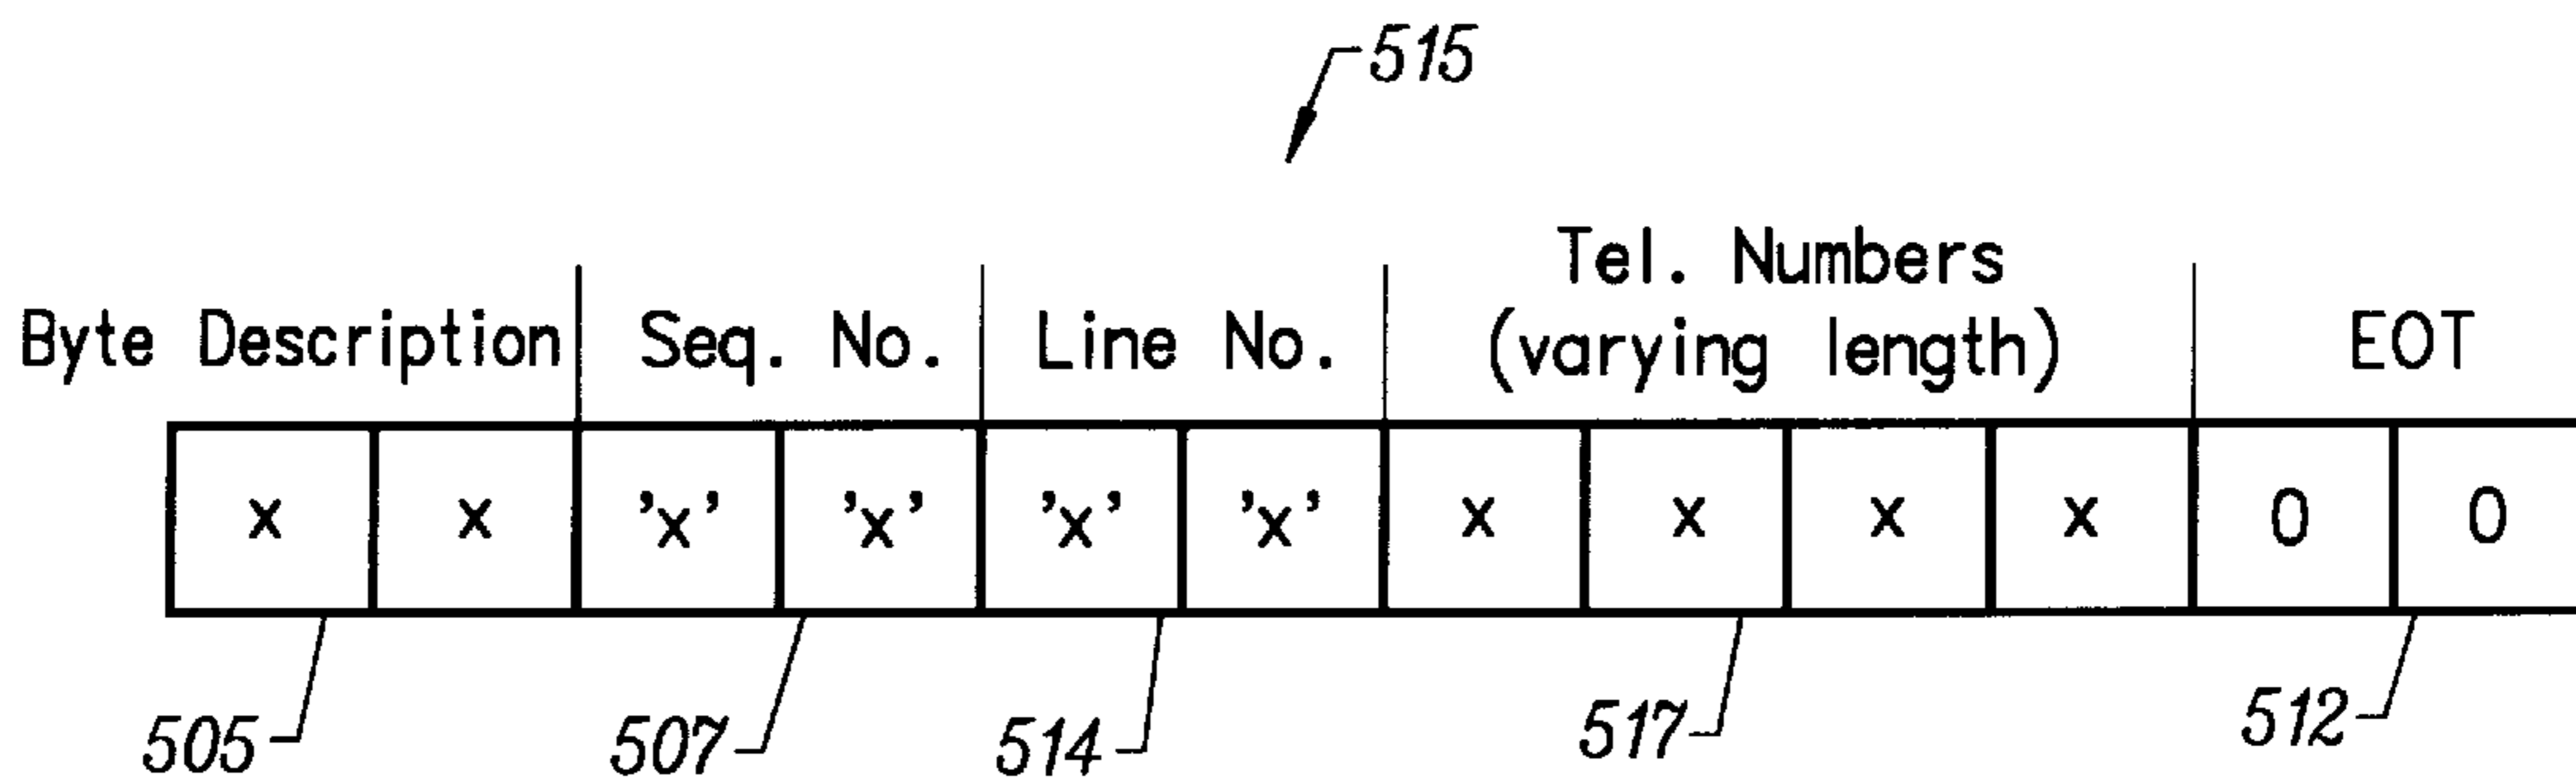 515
Tel. Numbers
Byte Description Seq. No. Line No. (varying length) EOT
x x 'x' 'x' 'x' 'x' x x x x 0 0
505 507 514 517 512